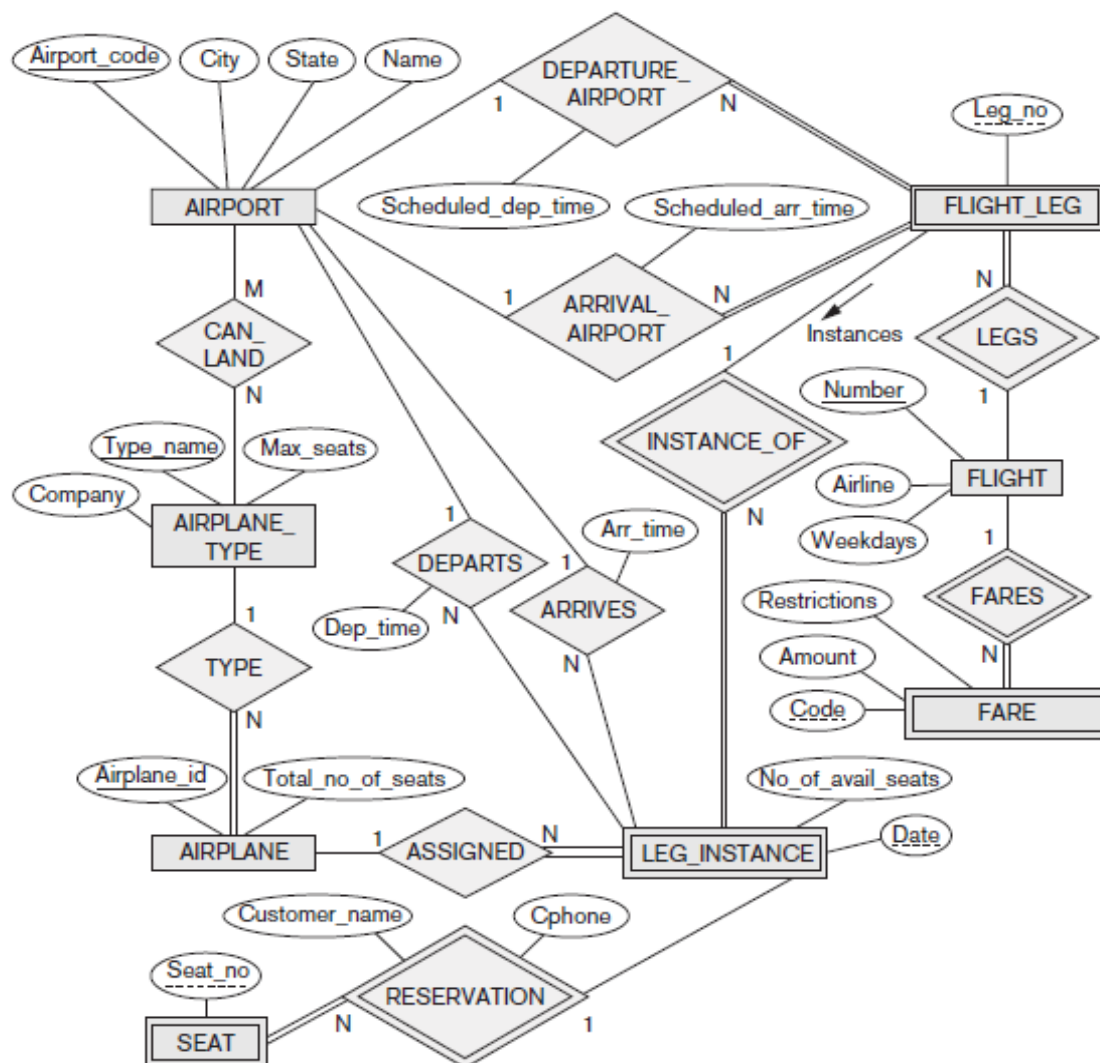 Airport_code
City
State
Name
DEPARTURE_
AIRPORT
1
N
Leg_no
AIRPORT
Scheduled_dep_time
Scheduled_arr_time
FLIGHT_LEG
M
1
ARRIVAL_
AIRPORT
N
N
CAN_
LAND
Instances
LEGS
N
1
Number
1
Type_name
Max_seats
INSTANCE_OF
Company
FLIGHT
AIRPLANE_
TYPE
Airline
1
Arr_time
N
Weekdays
1
DEPARTS
1
1
ARRIVES
Restrictions
FARES
Dep_time
N
TYPE
N
Amount
N
N
Code
FARE
Airplane_id
Total_no_of_seats
No_of_avail_seats
AIRPLANE
1
ASSIGNED
N
LEG_INSTANCE
Date
Customer_name
Cphone
Seat_no
RESERVATION
N
1
SEAT